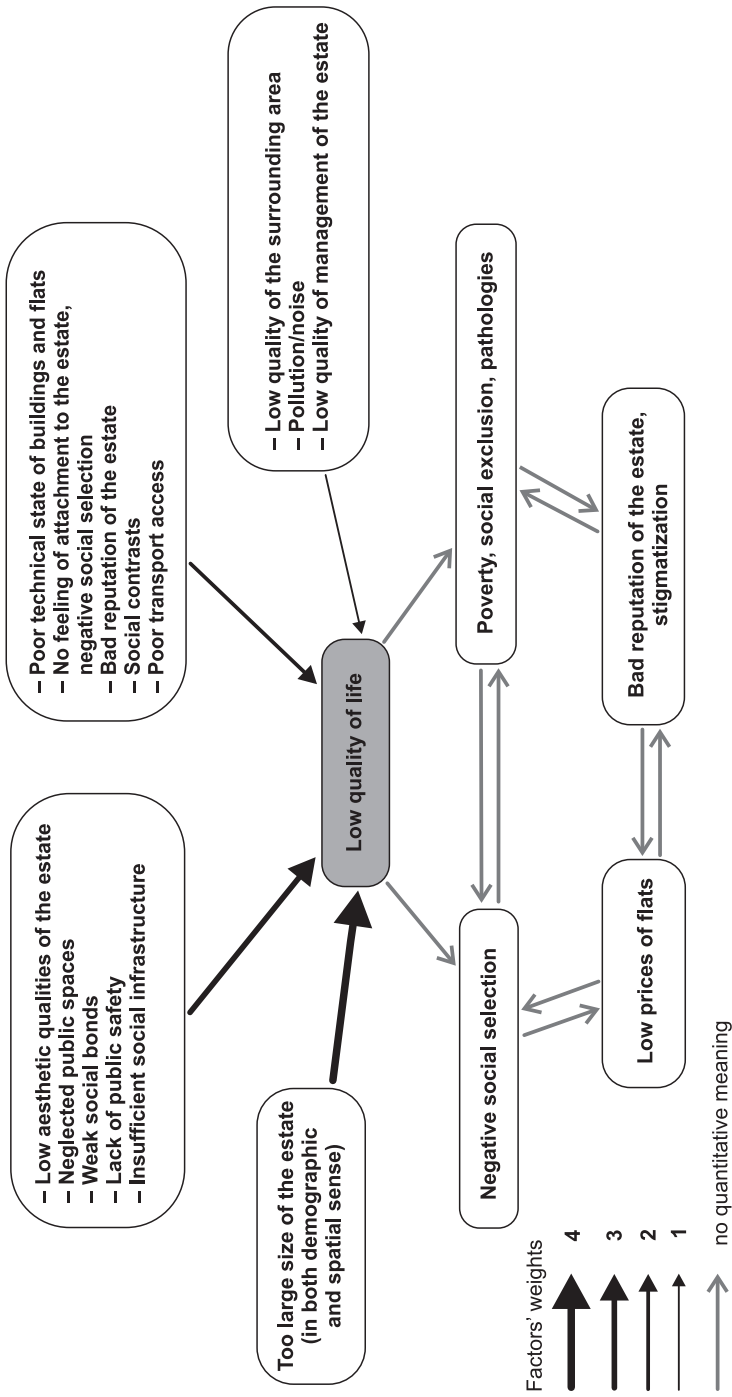 – Low aesthetic qualities of the estate
– Neglected public spaces
– Weak social bonds
– Lack of public safety
– Insufficient social infrastructure
– Poor technical state of buildings and flats
– No feeling of attachment to the estate,
negative social selection
– Bad reputation of the estate
– Social contrasts
– Poor transport access
Too large size of the estate
(in both demographic
and spatial sense)
Low quality of life
– Low quality of the surrounding area
– Pollution/noise
– Low quality of management of the estate
Negative social selection
Poverty, social exclusion, pathologies
Low prices of flats
Bad reputation of the estate,
stigmatization
Factors' weights
4
3
2
1
no quantitative meaning